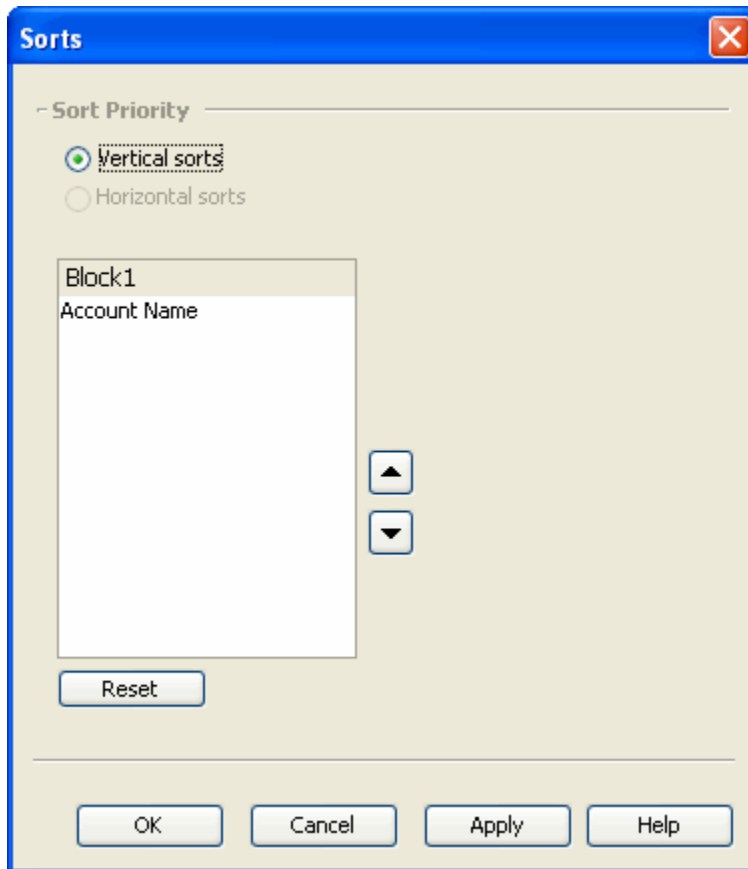 Sorts
Sort Priority
Vertical sorts
Horizontal sorts
Block1
Account Name
Reset
OK Cancel Apply Help